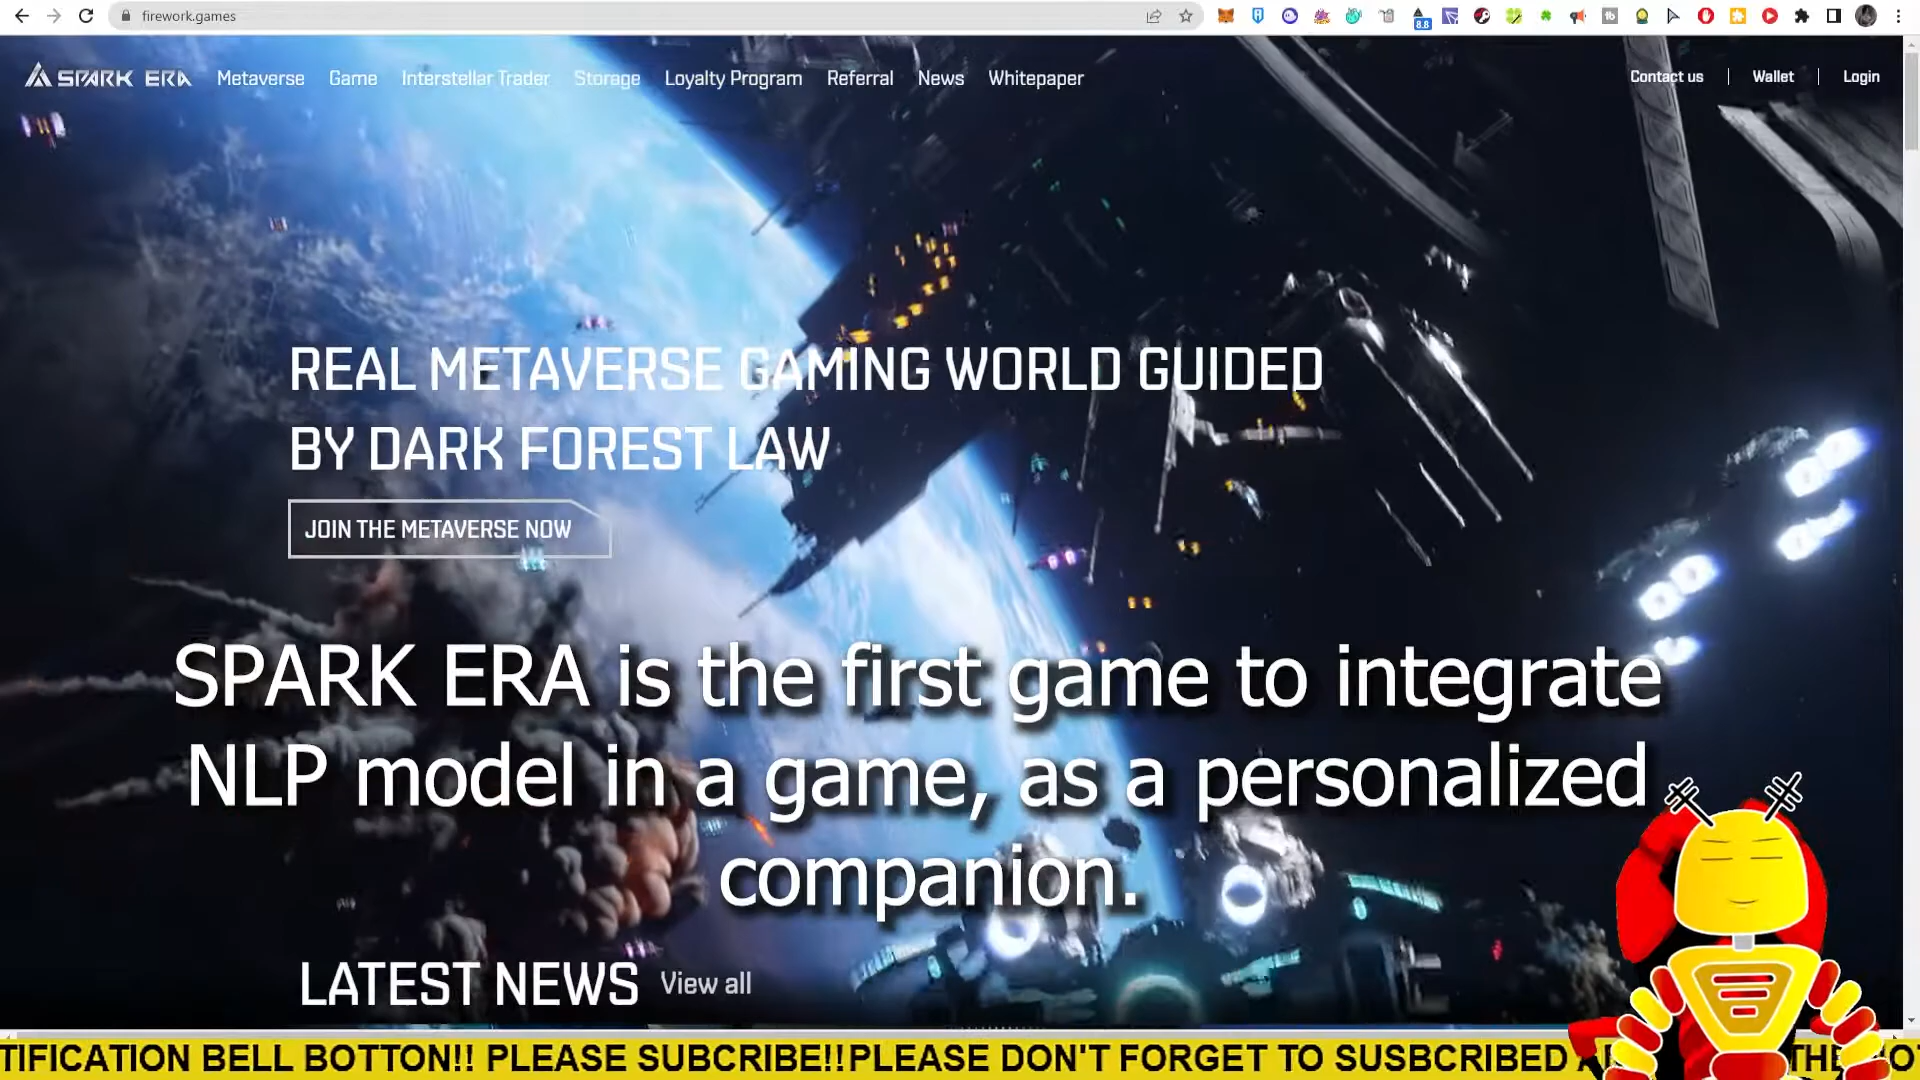 firework.games
8.8
SPARK ERA Metaverse Game Interstellar Trader Storage Loyalty Program Referral News Whitepaper Contact us Wallet Login
REAL METAVERSE GAMING WORLD GUIDED
BY DARK FOREST LAW
JOIN THE METAVERSE NOW
SPARK ERA is the first game to integrate
NLP model in a game, as a personalized
companion.
LATEST NEWS View all
TIFICATION BELL BOTTON!! PLEASE SUBCRIBE!!PLEASE DON'T FORGET TO SUSBCRIBED